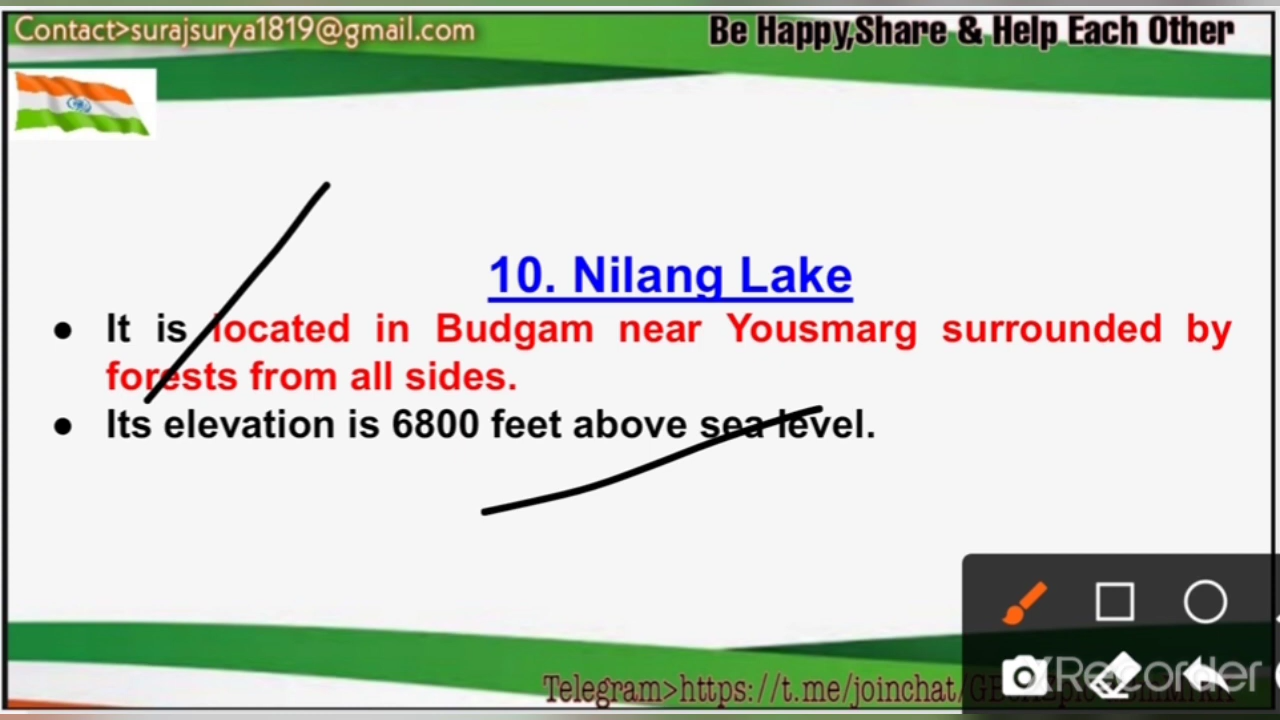 Contact>surajsurya1819@gmail.com
Be Happy,Share & Help Each Other
10. Nilang Lake
● It is located in Budgam near Yousmarg surrounded by
forests from all sides.
● Its elevation is 6800 feet above sea level.
XRecorder
Telegram>https://t.me/joinchat/